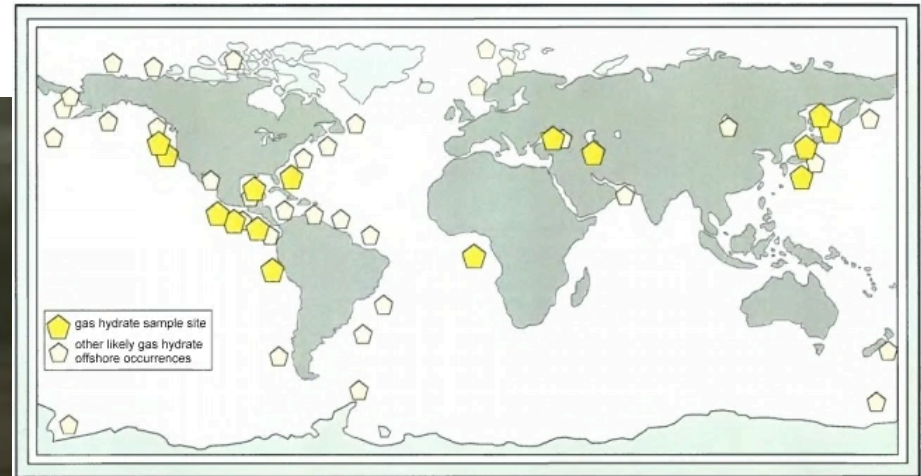 gas hydrate sample site
other likely gas hydrate
offshore occurrences